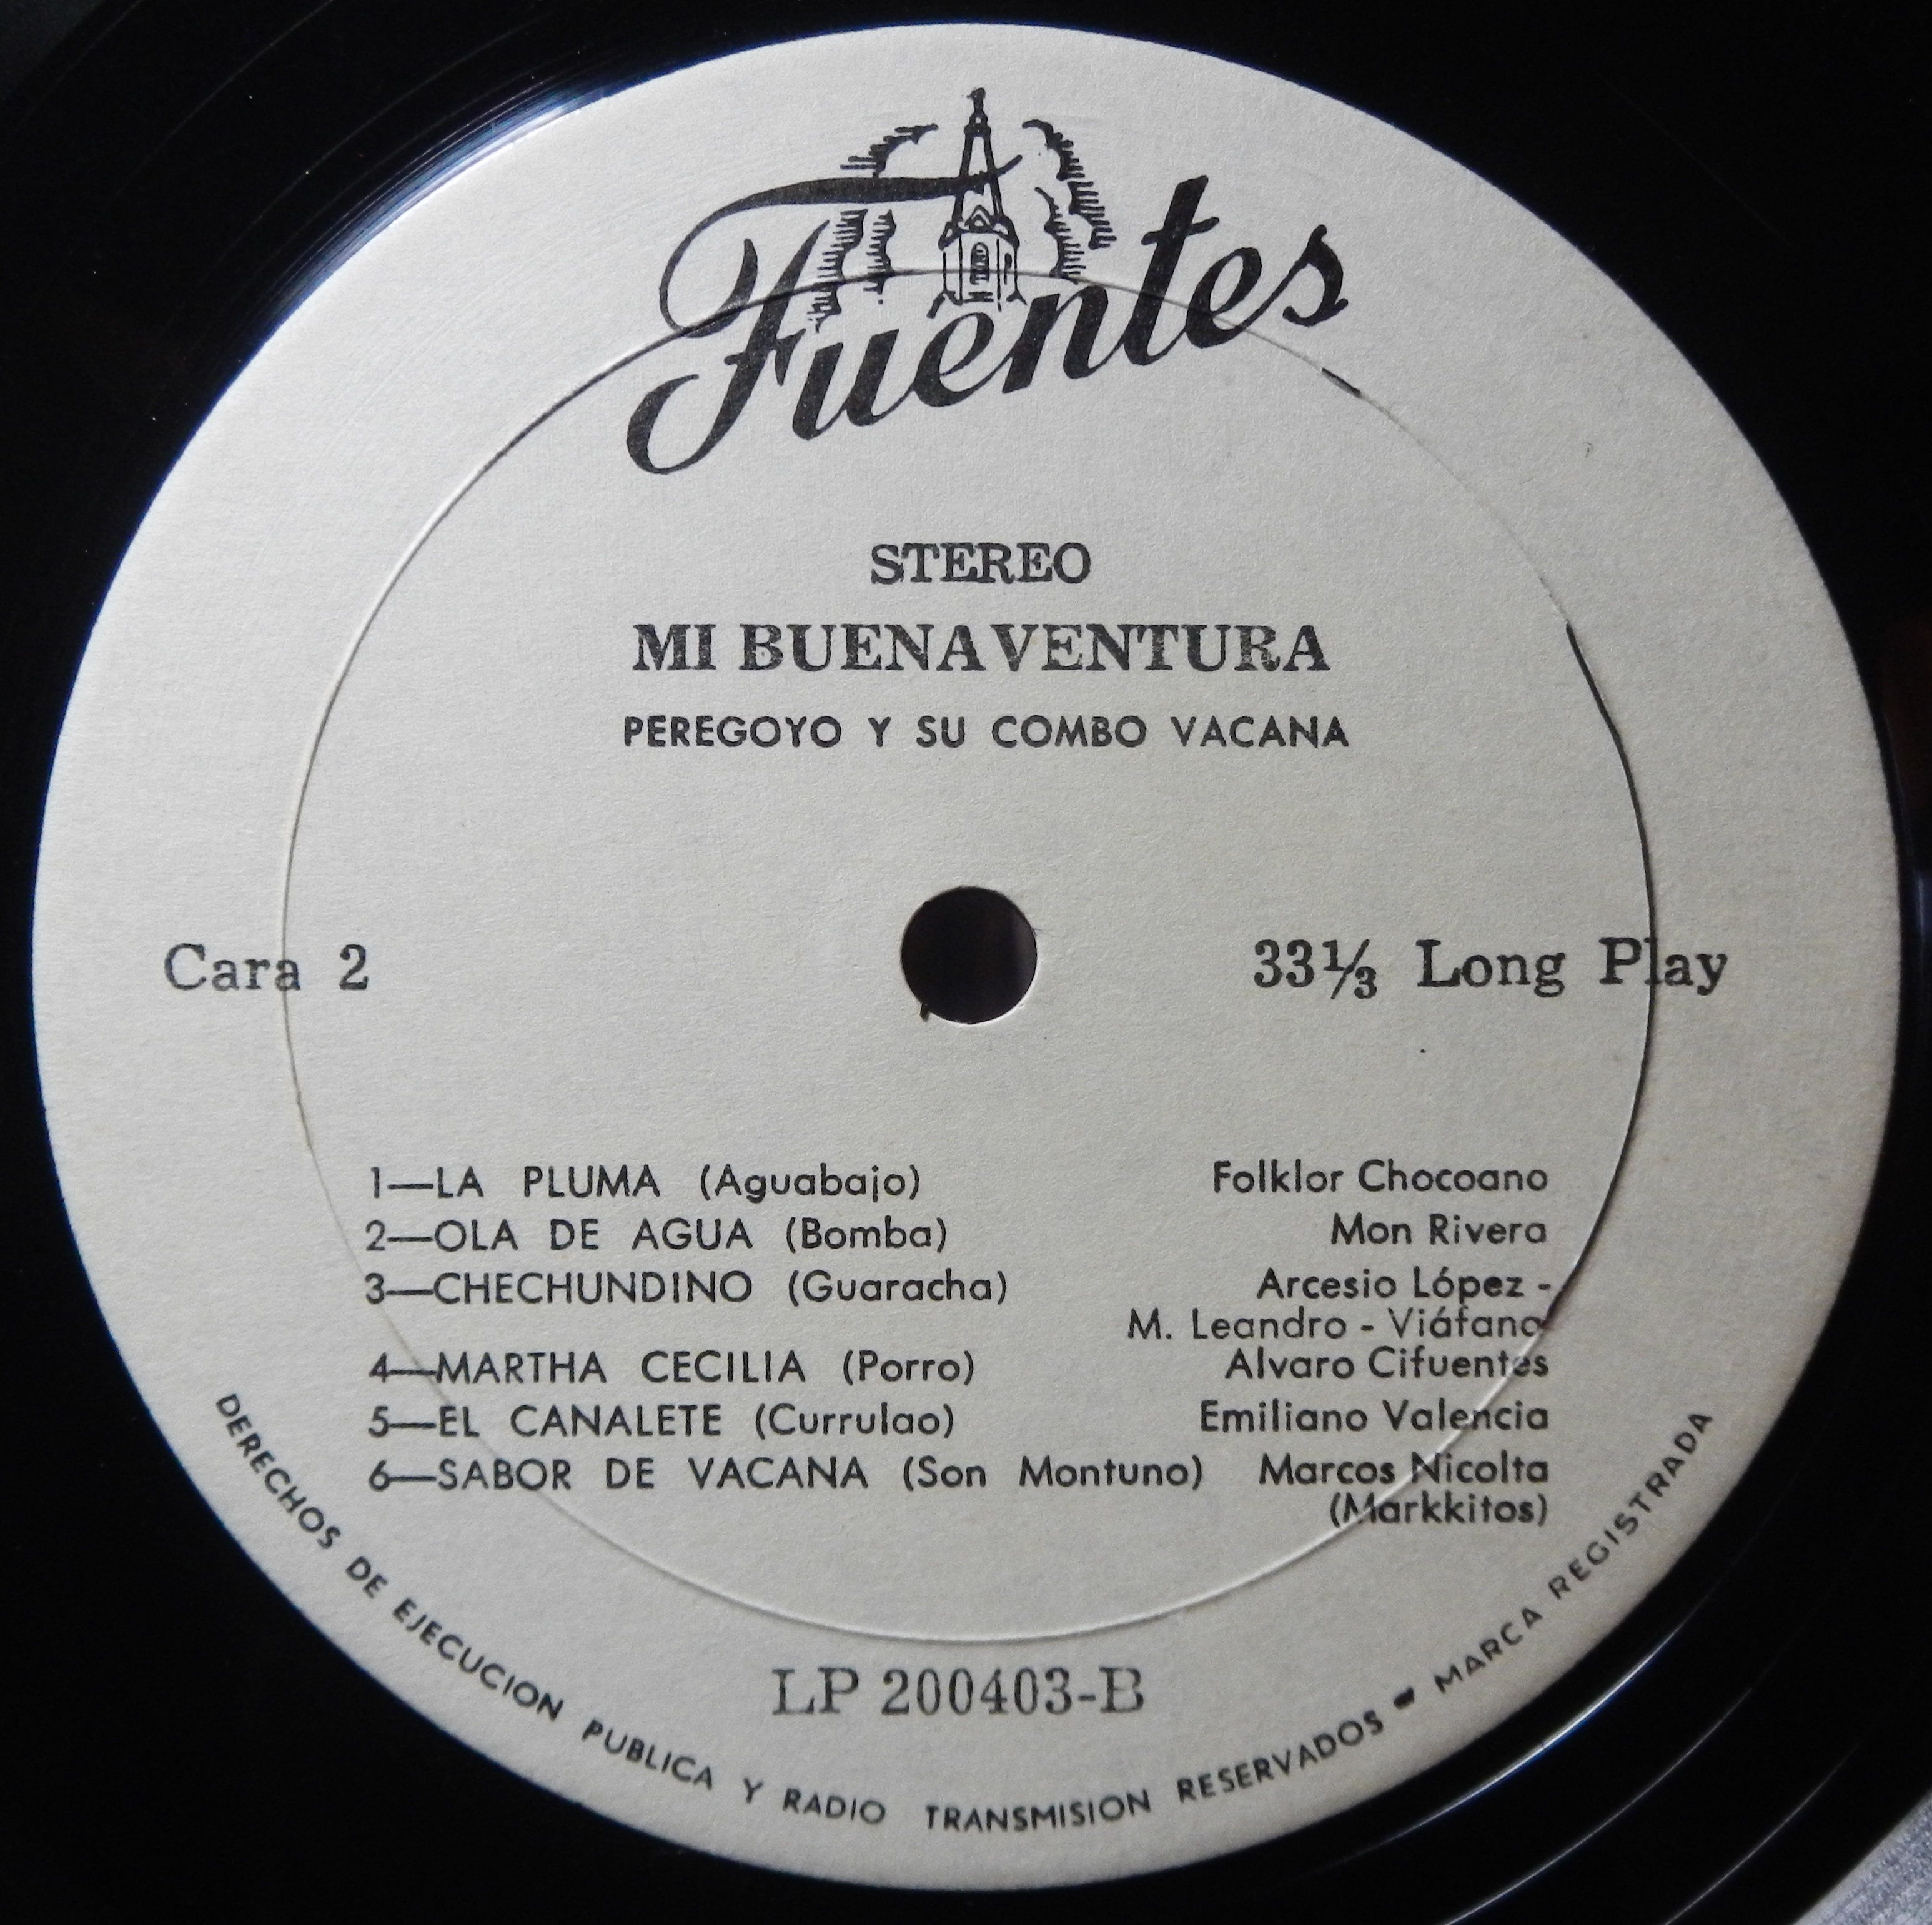 Fuentes
STEREO
MI BUENAVENTURA
PEREGOYO Y SU COMBO VACANA
Cara 2
33⅓ Long Play
1—LA PLUMA (Aguabajo) Folklor Chocoano
2—OLA DE AGUA (Bomba) Mon Rivera
3—CHECHUNDINO (Guaracha) Arcesio López -
M. Leandro - Viáfano
4—MARTHA CECILIA (Porro) Alvaro Cifuentes
5—EL CANALETE (Currulao) Emiliano Valencia
6—SABOR DE VACANA (Son Montuno) Marcos Nicolta
(Markkitos)
LP 200403-B
DERECHOS DE EJECUCION PUBLICA Y RADIO TRANSMISION RESERVADOS - MARCA REGISTRADA